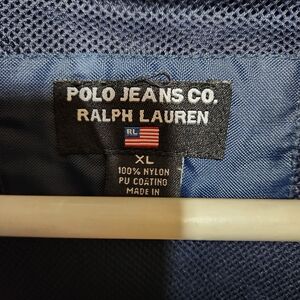 POLO JEANS CO.
RALPH LAUREN
RL
XL
100% NYLON
PU COATING
MADE IN